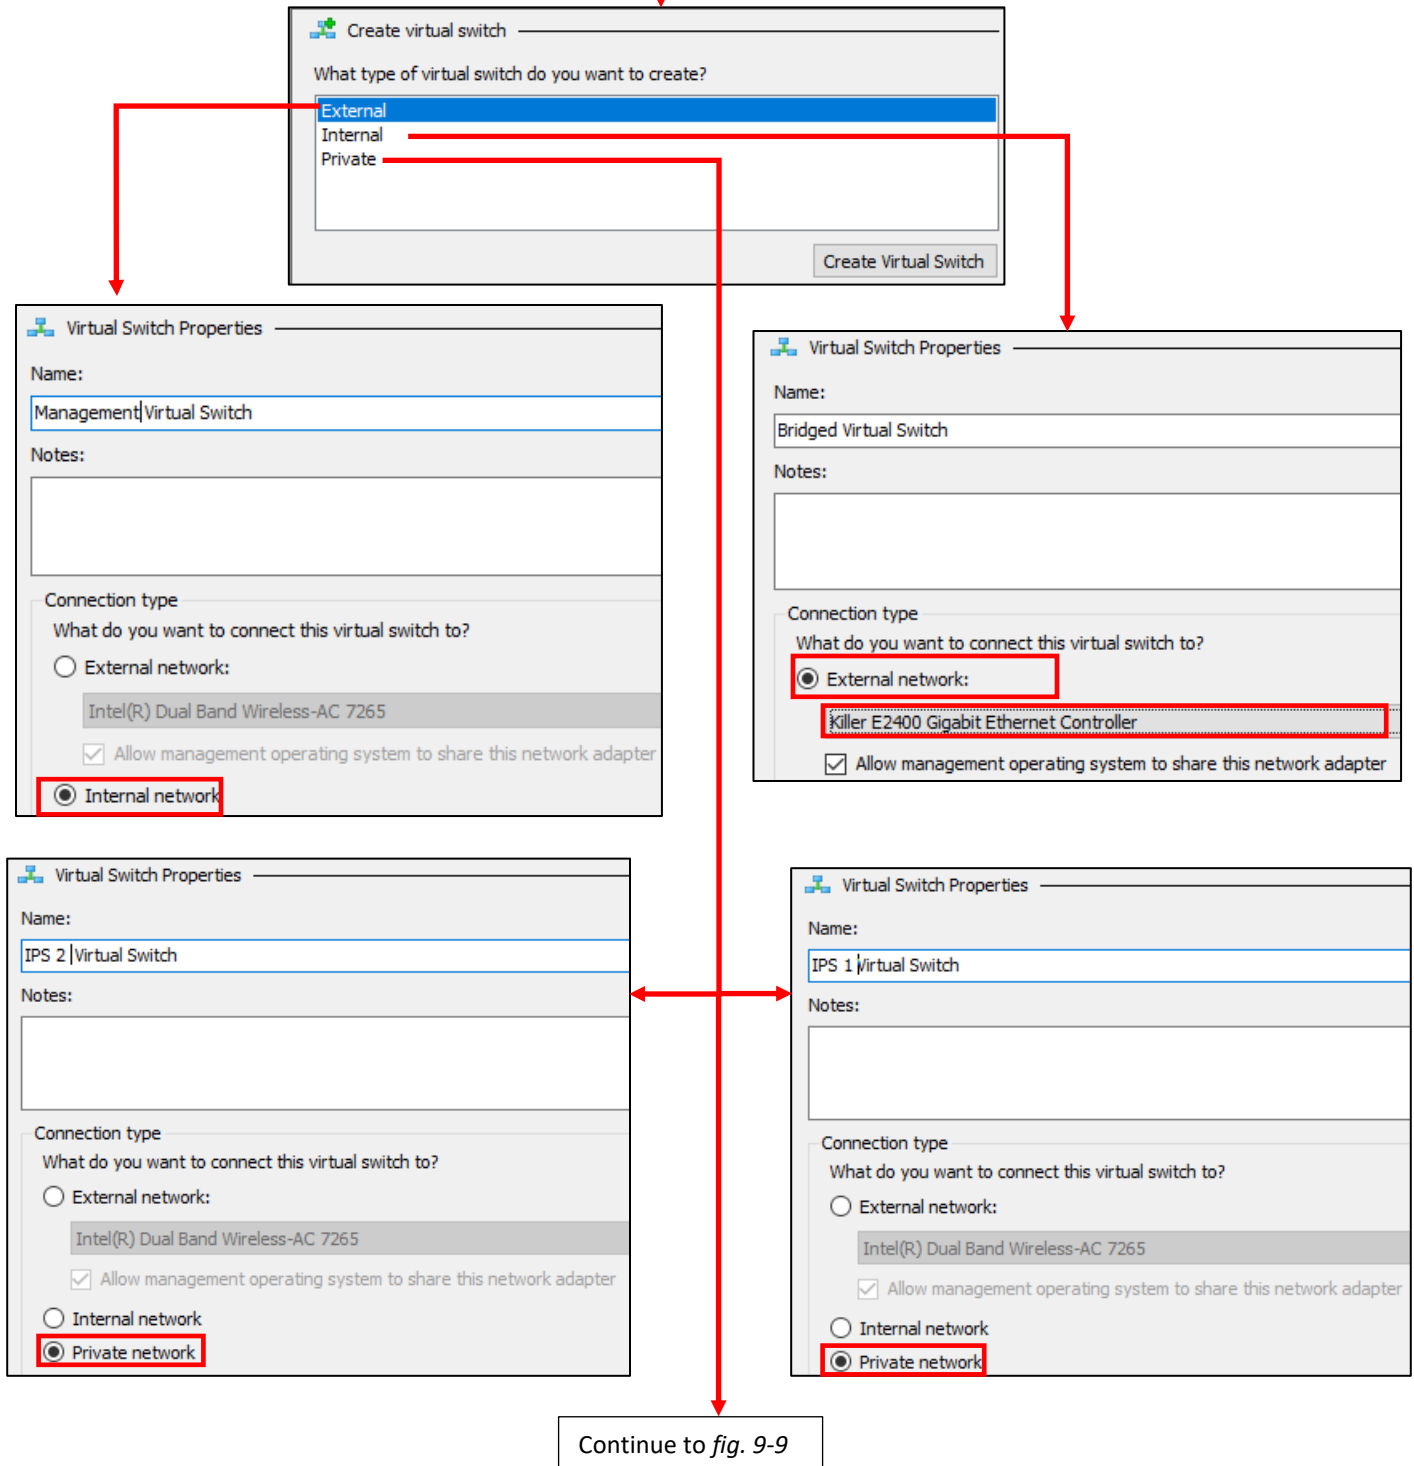 Create virtual switch
What type of virtual switch do you want to create?
External
Internal
Private
Create Virtual Switch
Virtual Switch Properties
Name:
Management Virtual Switch
Notes:
Connection type
What do you want to connect this virtual switch to?
External network:
Intel(R) Dual Band Wireless-AC 7265
Allow management operating system to share this network adapter
Internal network
Virtual Switch Properties
Name:
Bridged Virtual Switch
Notes:
Connection type
What do you want to connect this virtual switch to?
External network:
Killer E2400 Gigabit Ethernet Controller
Allow management operating system to share this network adapter
Virtual Switch Properties
Name:
IPS 2 Virtual Switch
Notes:
Connection type
What do you want to connect this virtual switch to?
External network:
Intel(R) Dual Band Wireless-AC 7265
Allow management operating system to share this network adapter
Internal network
Private network
Virtual Switch Properties
Name:
IPS 1 Virtual Switch
Notes:
Connection type
What do you want to connect this virtual switch to?
External network:
Intel(R) Dual Band Wireless-AC 7265
Allow management operating system to share this network adapter
Internal network
Private network
Continue to fig. 9-9